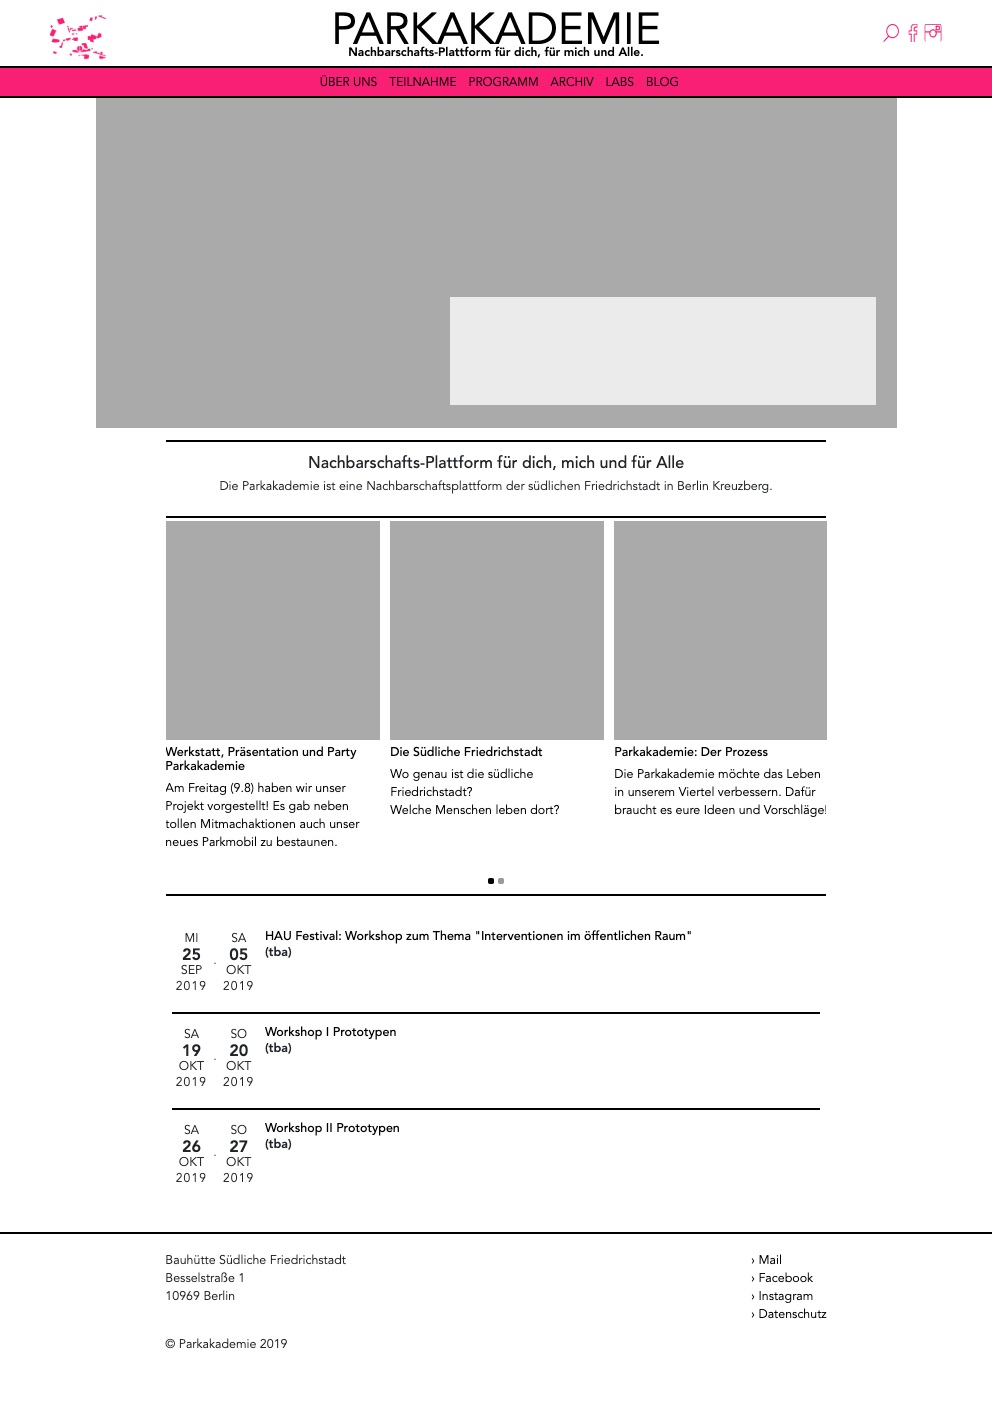 PARKAKADEMIE
Nachbarschafts-Plattform für dich, für mich und Alle.
ÜBER UNS TEILNAHME PROGRAMM ARCHIV LABS BLOG
Nachbarschafts-Plattform für dich, mich und für Alle
Die Parkakademie ist eine Nachbarschaftsplattform der südlichen Friedrichstadt in Berlin Kreuzberg.
Werkstatt, Präsentation und Party
Parkakademie
Am Freitag (9.8) haben wir unser
Projekt vorgestellt! Es gab neben
tollen Mitmachaktionen auch unser
neues Parkmobil zu bestaunen.
Die Südliche Friedrichstadt
Wo genau ist die südliche
Friedrichstadt?
Welche Menschen leben dort?
Parkakademie: Der Prozess
Die Parkakademie möchte das Leben
in unserem Viertel verbessern. Dafür
braucht es eure Ideen und Vorschläge!
MI SA
25 - 05
SEP OKT
2019 2019
HAU Festival: Workshop zum Thema "Interventionen im öffentlichen Raum"
(tba)
SA SO
19 - 20
OKT OKT
2019 2019
Workshop I Prototypen
(tba)
SA SO
26 - 27
OKT OKT
2019 2019
Workshop II Prototypen
(tba)
Bauhütte Südliche Friedrichstadt
Besselstraße 1
10969 Berlin
© Parkakademie 2019
› Mail
› Facebook
› Instagram
› Datenschutz